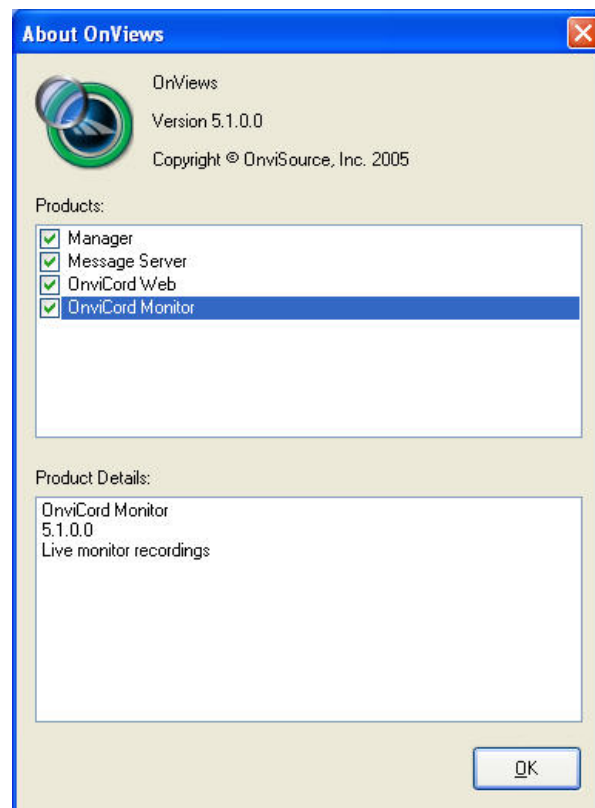 About OnViews
OnViews
Version 5.1.0.0
Copyright © OnviSource, Inc. 2005
Products:
Manager
Message Server
OnviCord Web
OnviCord Monitor
Product Details:
OnviCord Monitor
5.1.0.0
Live monitor recordings
OK